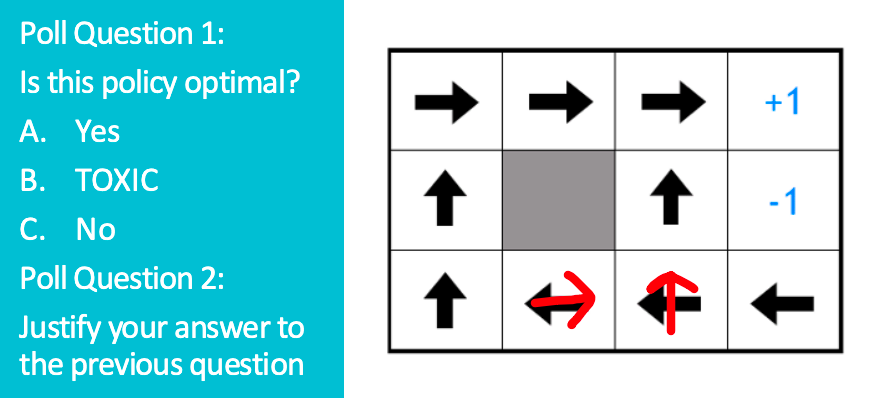 Poll Question 1:
Is this policy optimal?
A. Yes
B. TOXIC
C. No
Poll Question 2:
Justify your answer to
the previous question
+1
-1